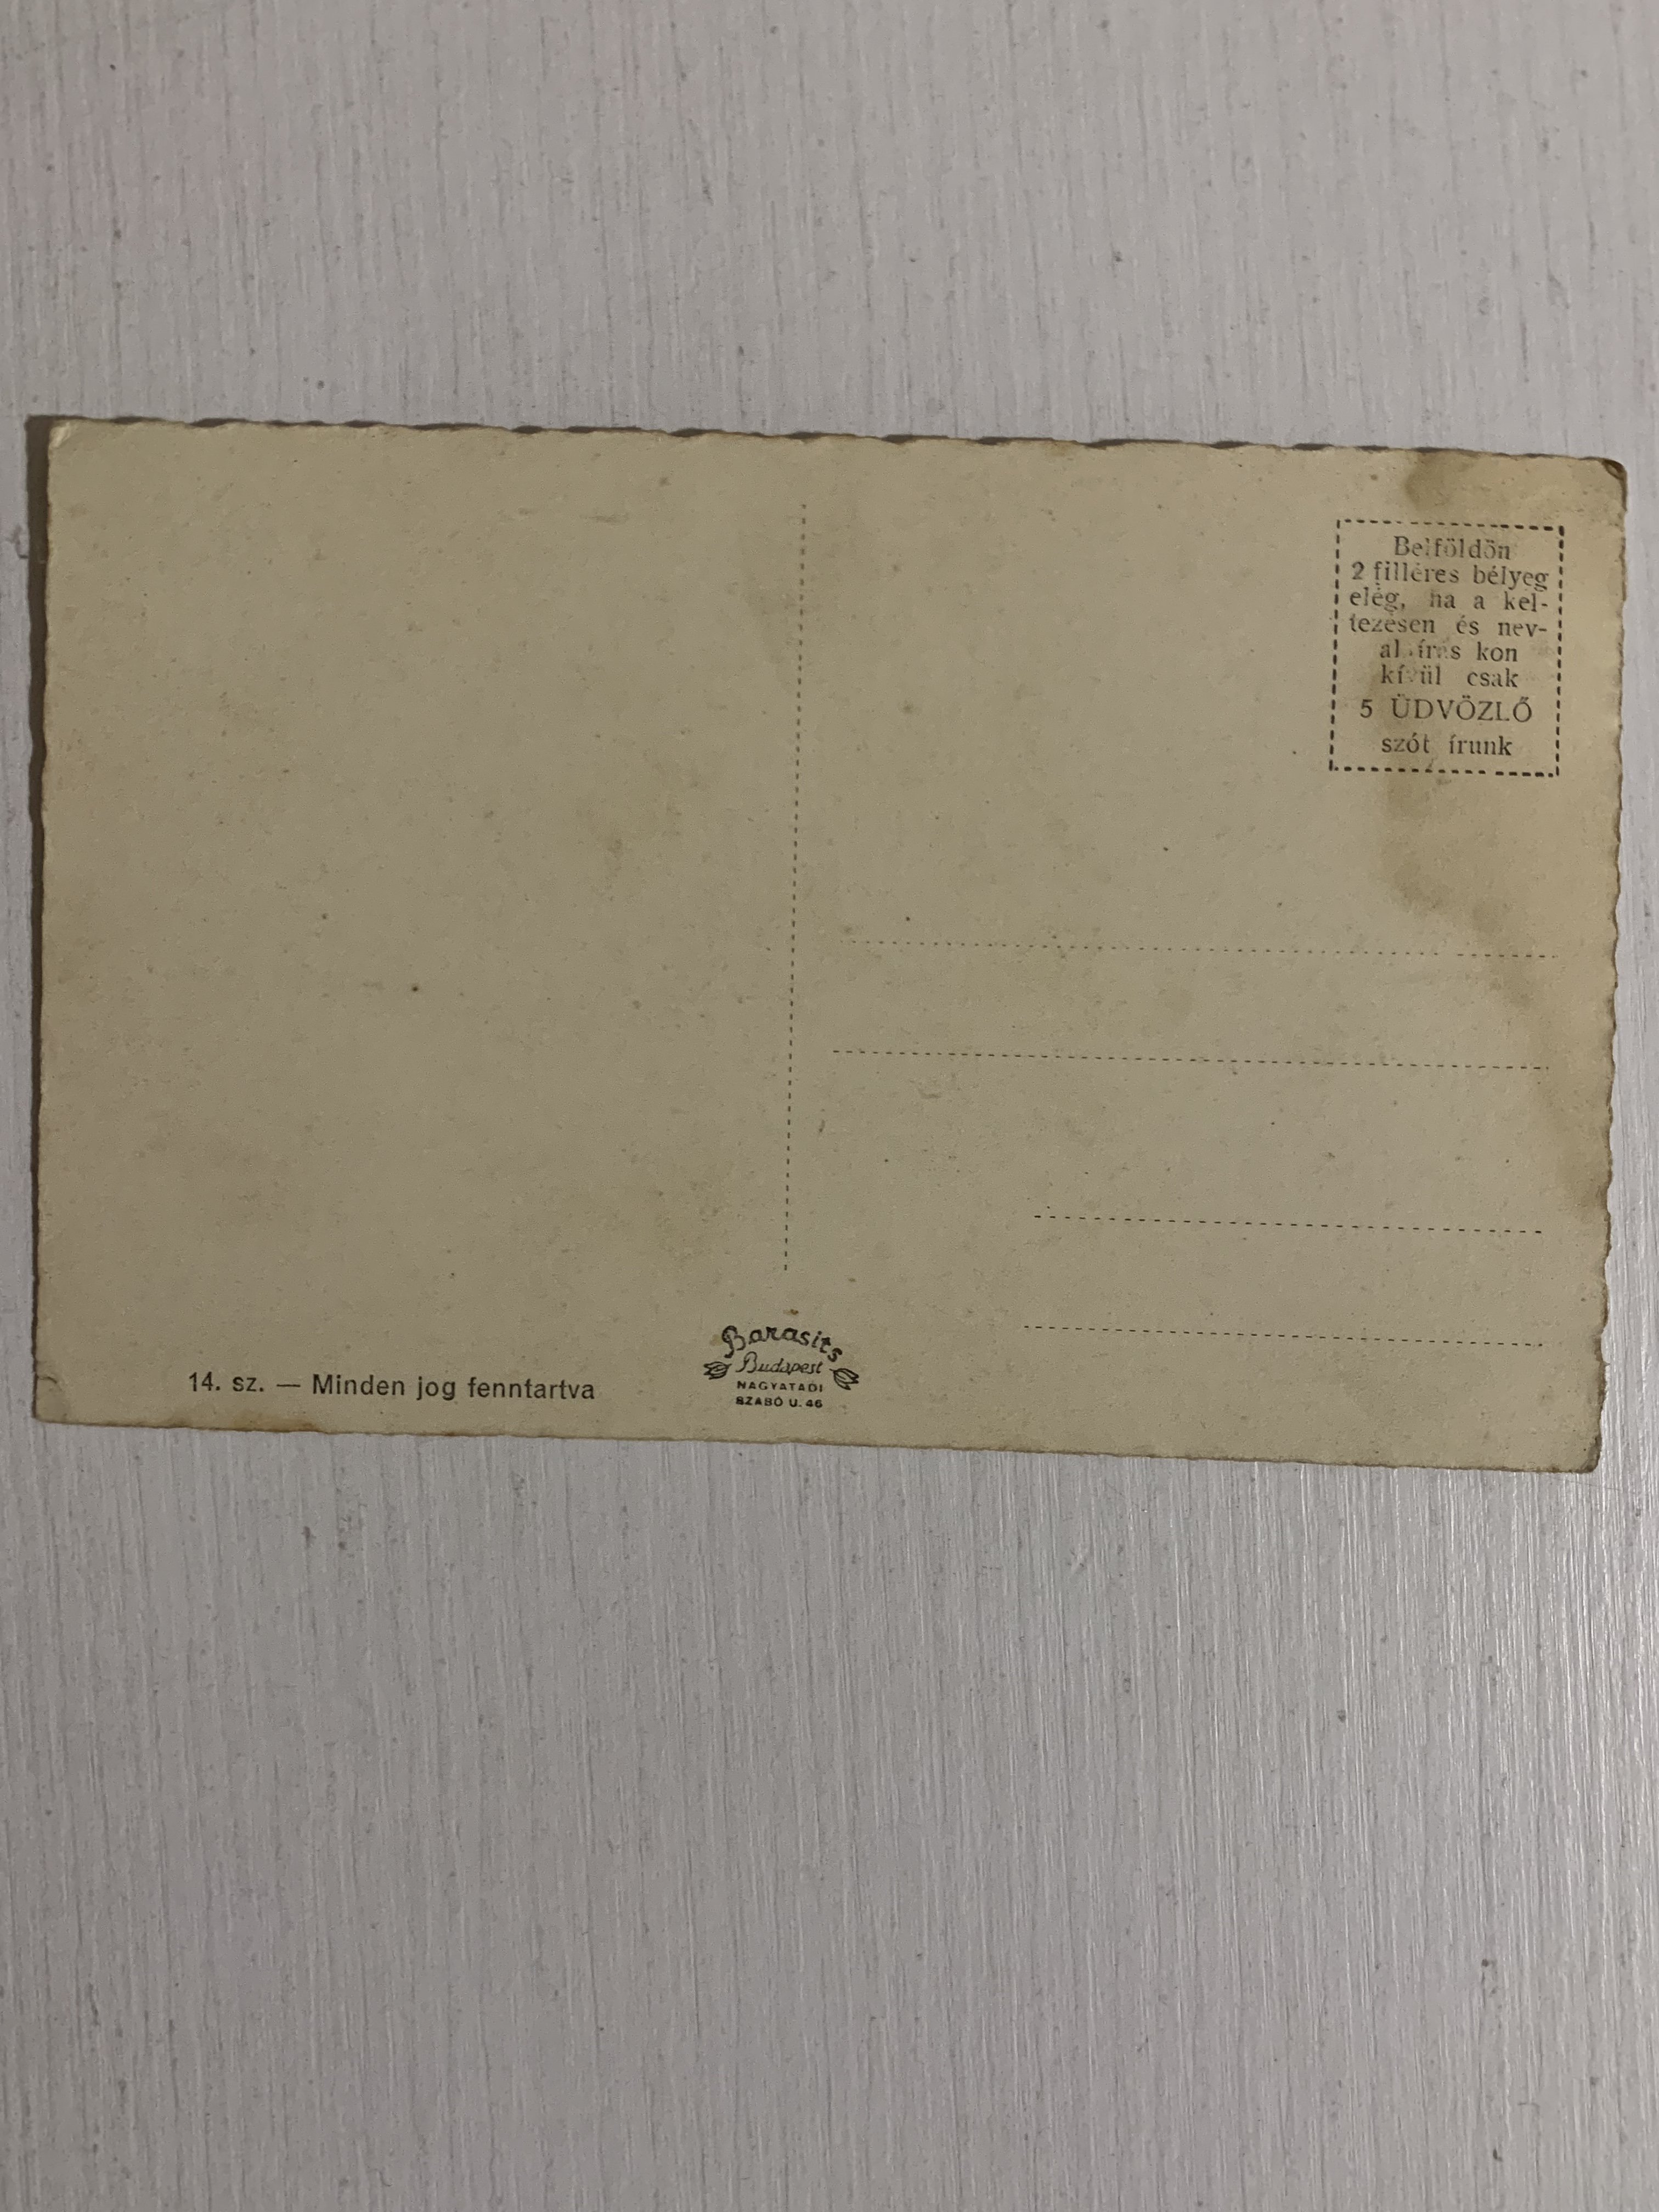 Belföldön
2 filléres bélyeg
elég, ha a kel-
tezésen és nev-
aláírás kon
kívül csak
5 ÜDVÖZLŐ
szót írunk
14. sz. — Minden jog fenntartva
Barasits
Budapest
NAGYATÁDI
SZABÓ U. 46